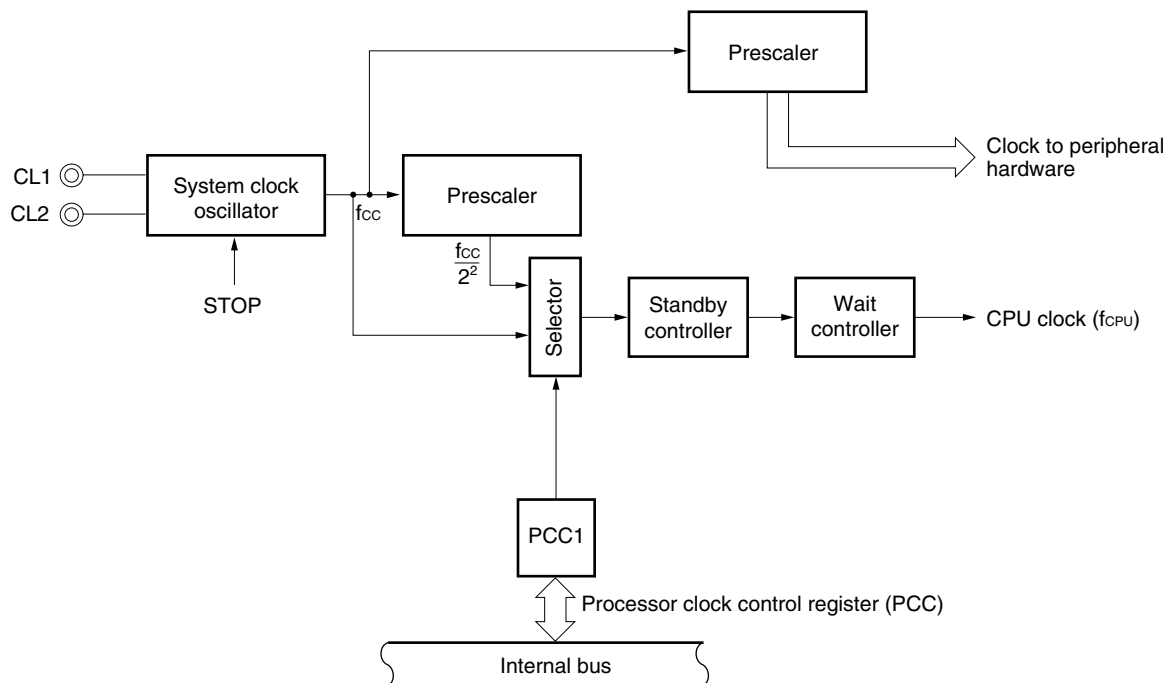 Prescaler
Clock to peripheral
hardware
CL1
CL2
System clock
oscillator
fCC
Prescaler
STOP
fCC
2²
Selector
Standby
controller
Wait
controller
CPU clock (fCPU)
PCC1
Processor clock control register (PCC)
Internal bus